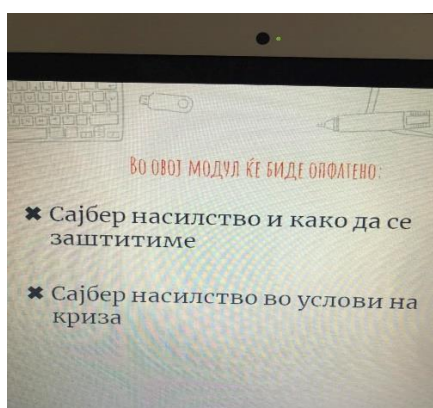 Во овој модул ќе биде опфатено:
✖ Сајбер насилство и како да се
заштитиме
✖ Сајбер насилство во услови на
криза